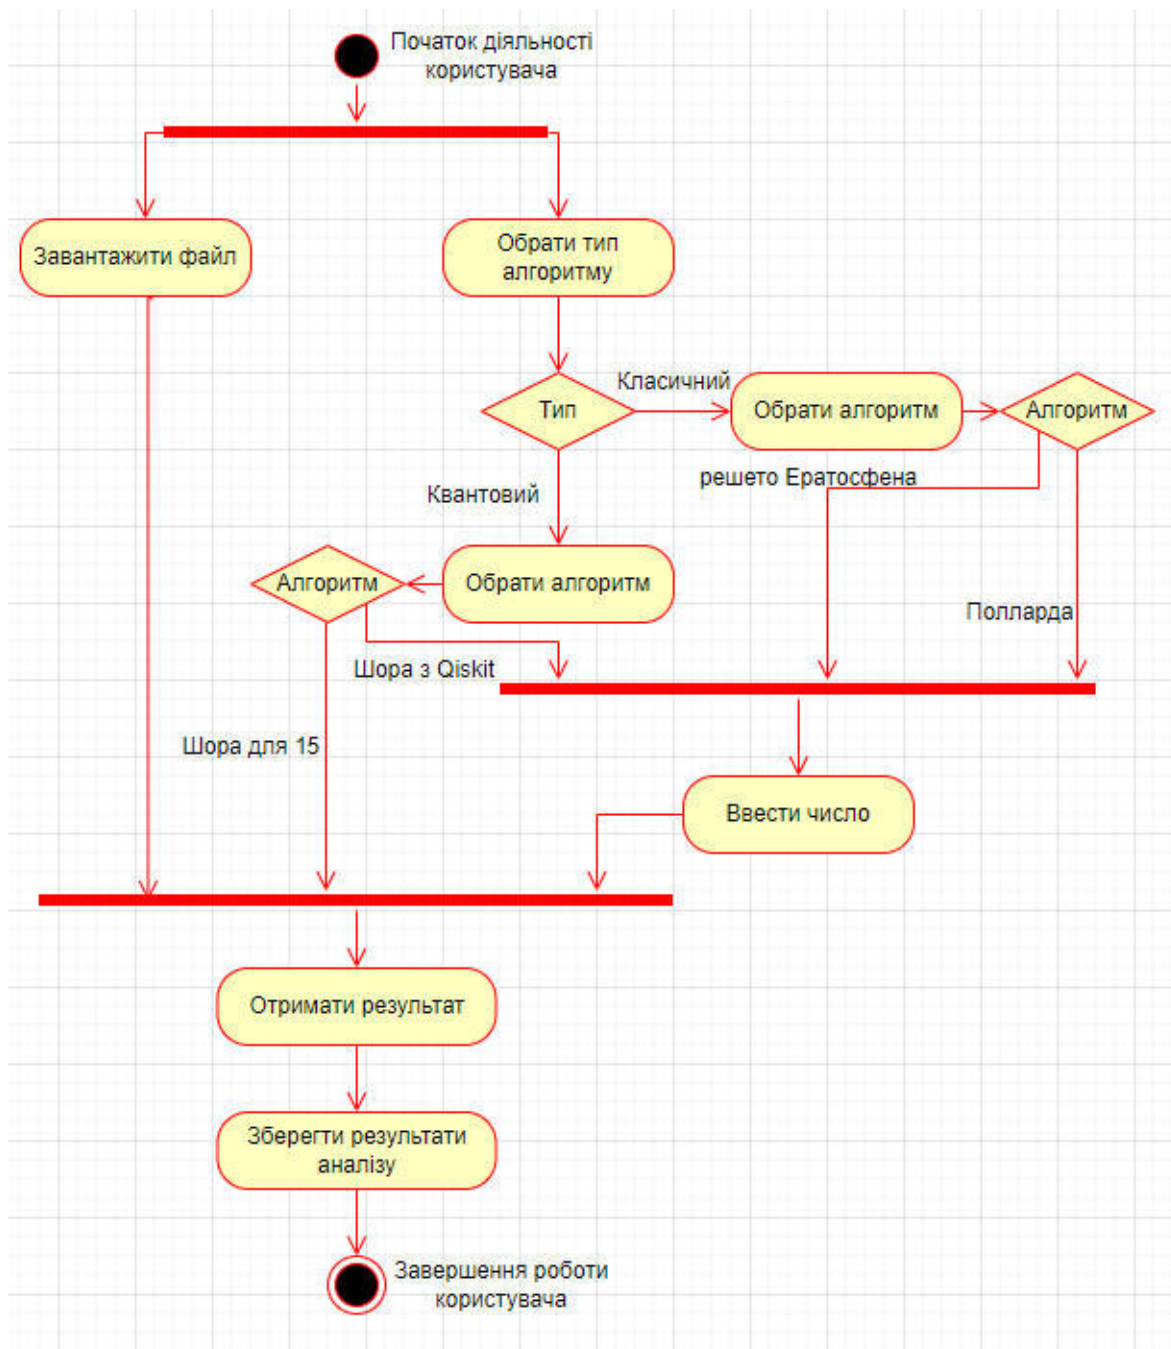 Початок діяльності
користувача
Завантажити файл
Обрати тип
алгоритму
Класичний
Тип
Обрати алгоритм
Алгоритм
решето Ератосфена
Квантовий
Алгоритм
Обрати алгоритм
Полларда
Шора з Qiskit
Шора для 15
Ввести число
Отримати результат
Зберегти результати
аналізу
Завершення роботи
користувача